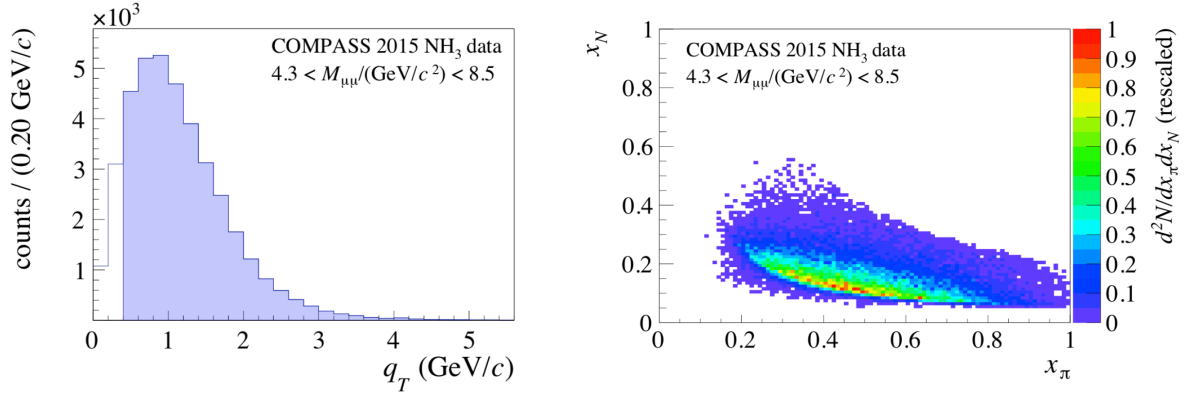 ×10³
COMPASS 2015 NH₃ data
4.3 < M_μμ/(GeV/c²) < 8.5
counts / (0.20 GeV/c)
5
4
3
2
1
0 1 2 3 4 5
q_T (GeV/c)
COMPASS 2015 NH₃ data
4.3 < M_μμ/(GeV/c²) < 8.5
x_N
1
0.8
0.6
0.4
0.2
0
0 0.2 0.4 0.6 0.8 1
x_π
1
0.9
0.8
0.7
0.6
0.5
0.4
0.3
0.2
0.1
0
d²N/dx_πdx_N (rescaled)